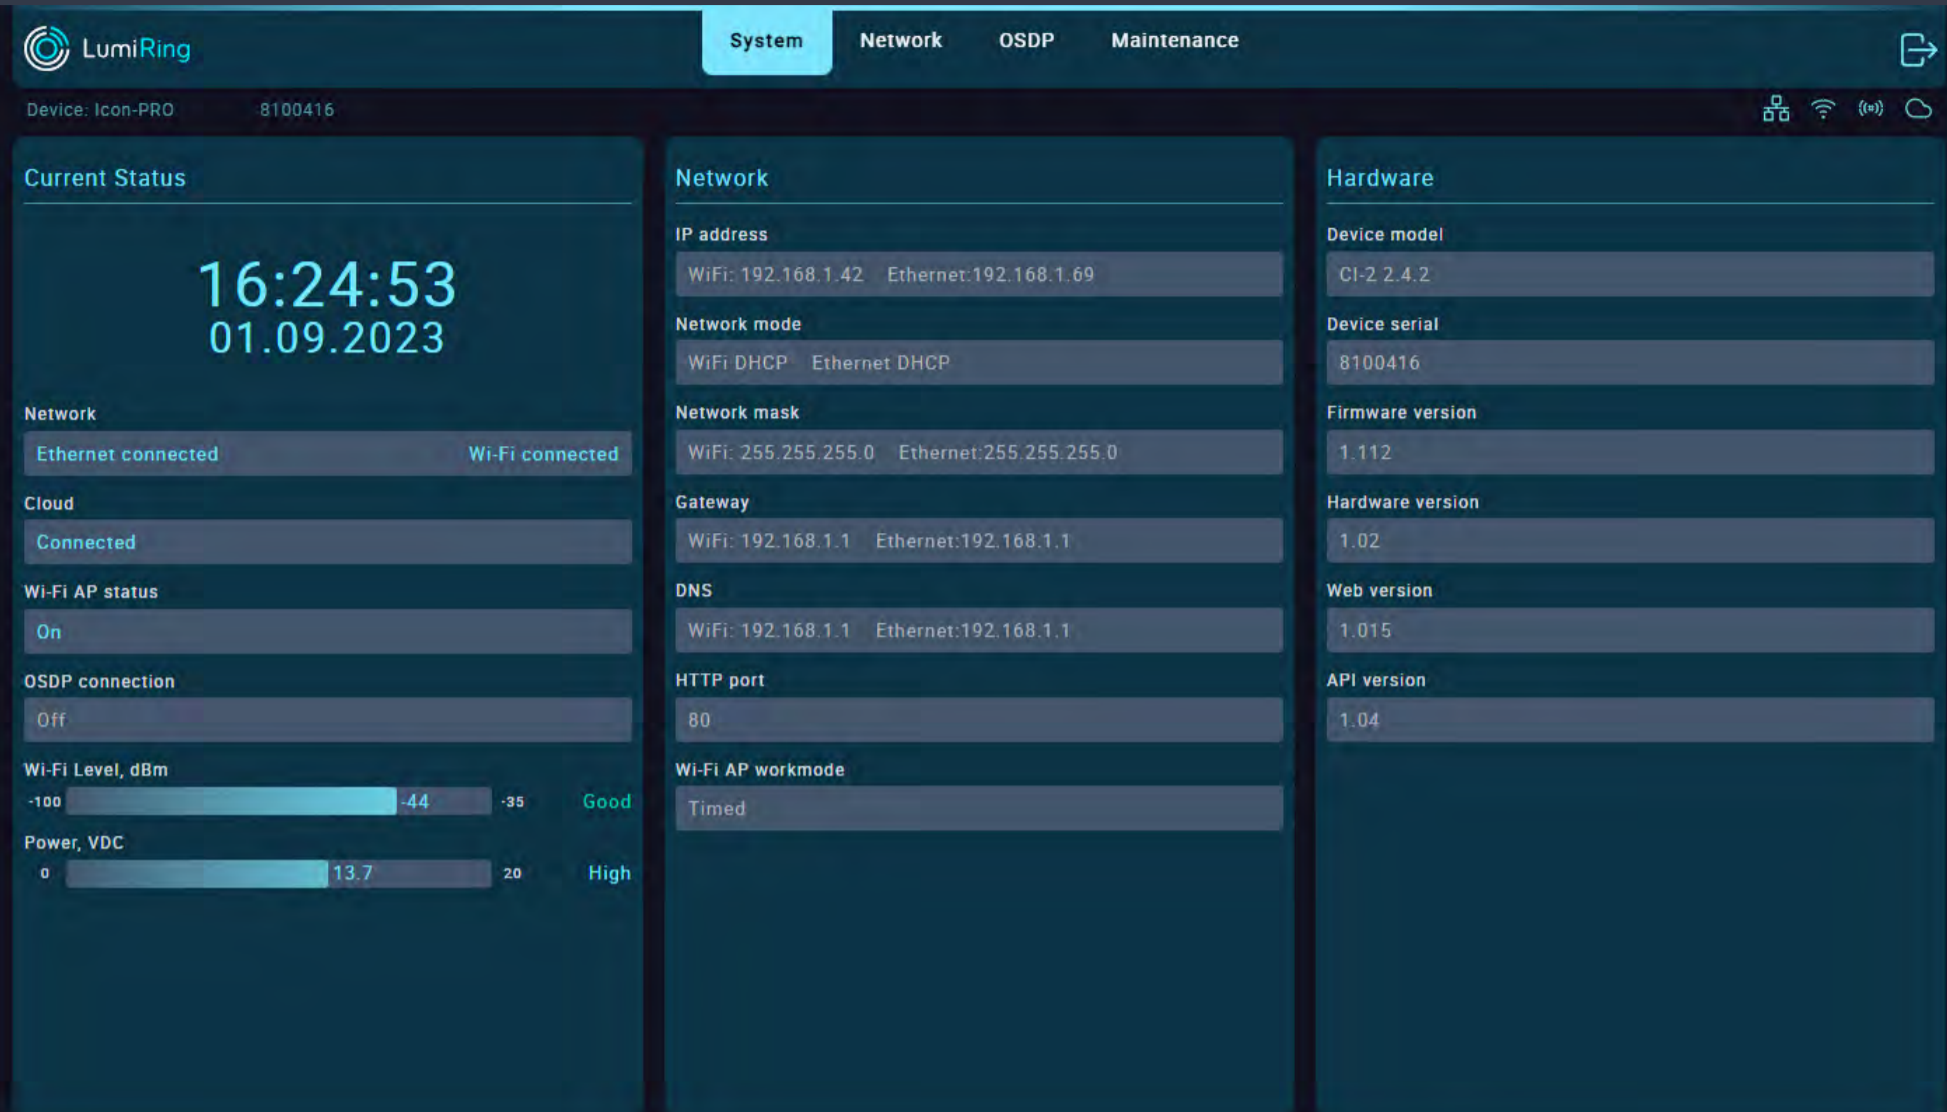 LumiRing
System Network OSDP Maintenance
Device: Icon-PRO 8100416
Current Status
16:24:53
01.09.2023
Network
Ethernet connected Wi-Fi connected
Cloud
Connected
Wi-Fi AP status
On
OSDP connection
Off
Wi-Fi Level, dBm
-100 -44 -35 Good
Power, VDC
0 13.7 20 High
Network
IP address
WiFi: 192.168.1.42 Ethernet:192.168.1.69
Network mode
WiFi DHCP Ethernet DHCP
Network mask
WiFi: 255.255.255.0 Ethernet:255.255.255.0
Gateway
WiFi: 192.168.1.1 Ethernet:192.168.1.1
DNS
WiFi: 192.168.1.1 Ethernet:192.168.1.1
HTTP port
80
Wi-Fi AP workmode
Timed
Hardware
Device model
CI-2 2.4.2
Device serial
8100416
Firmware version
1.112
Hardware version
1.02
Web version
1.015
API version
1.04